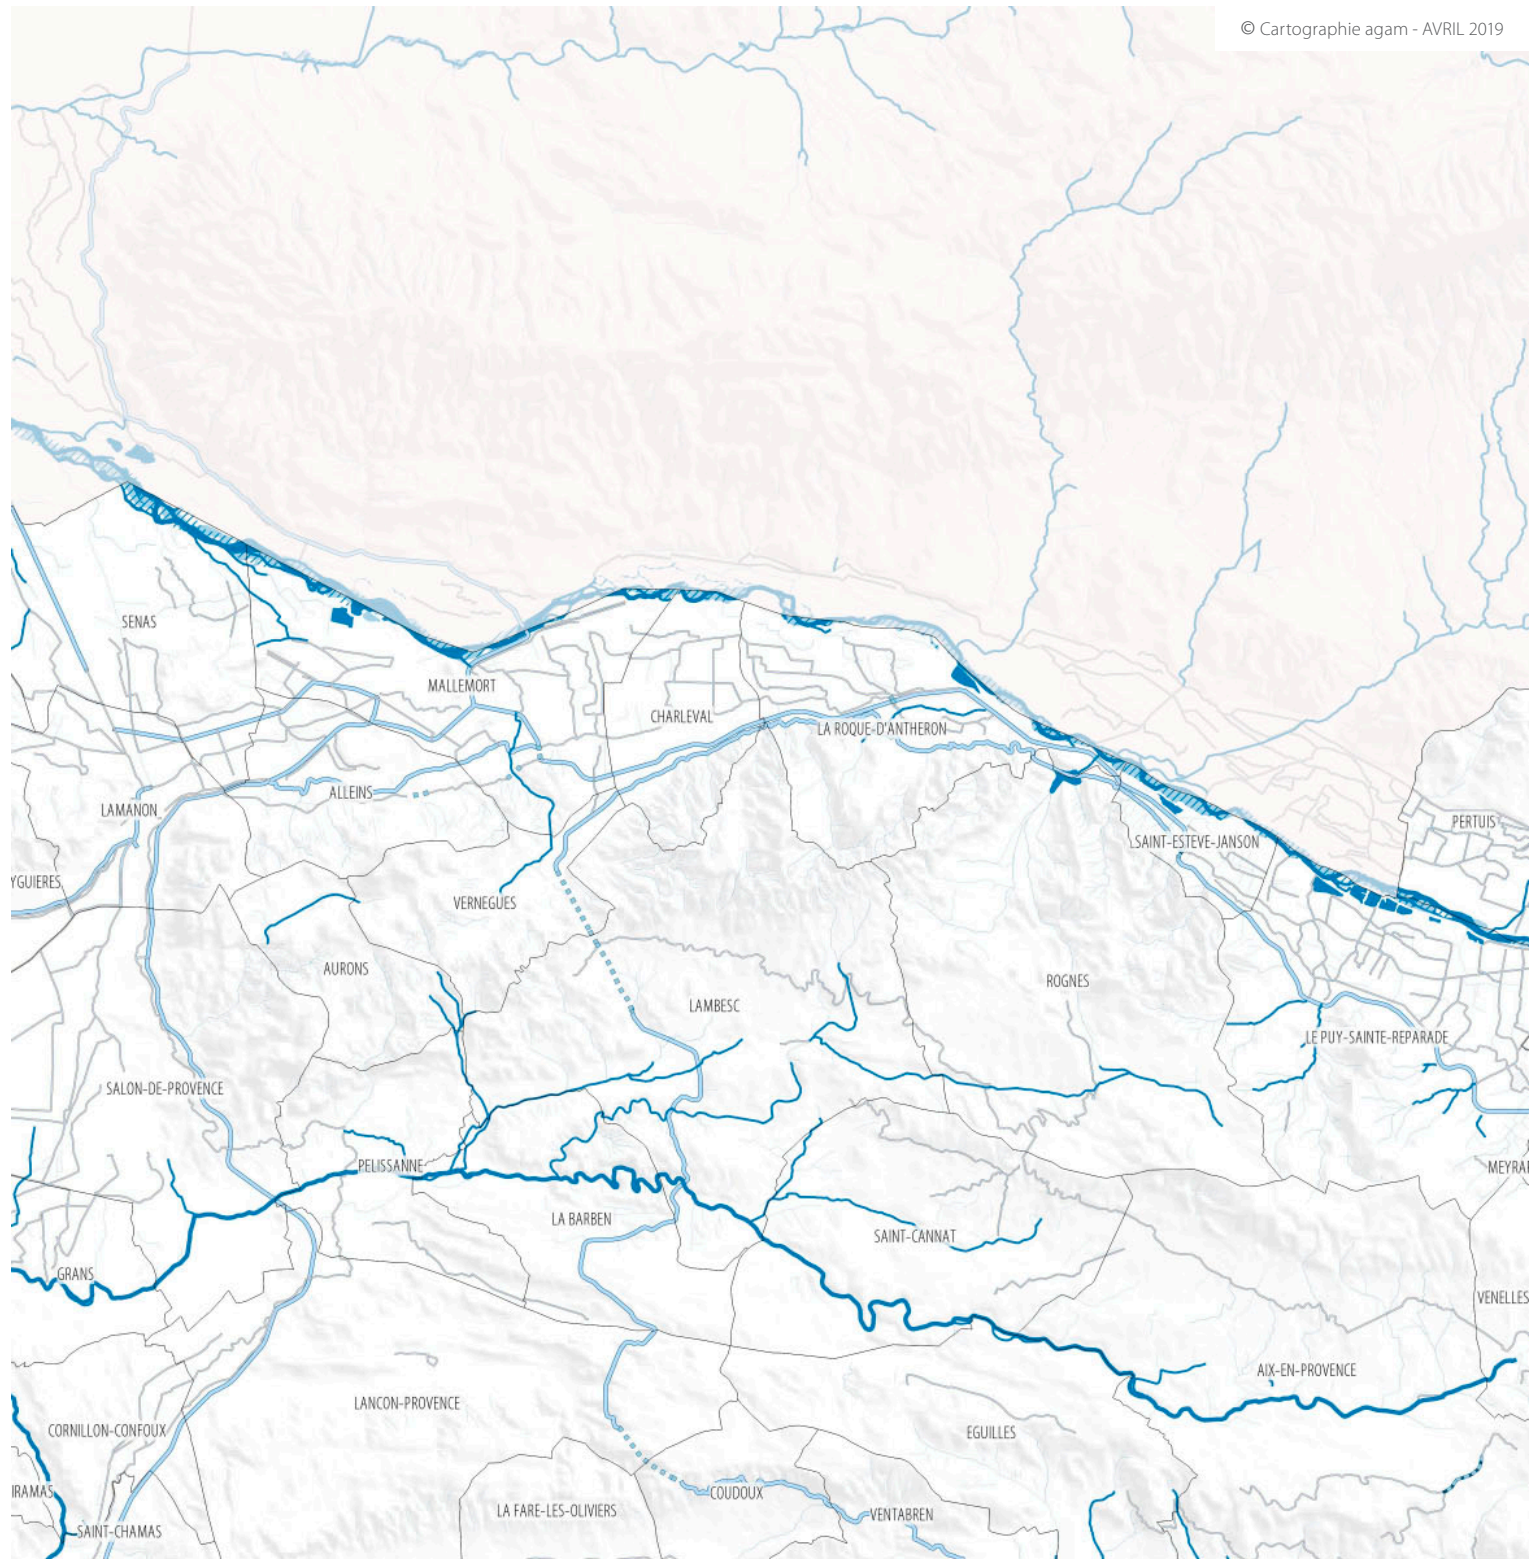 © Cartographie agam - AVRIL 2019
SENAS
MALLEMORT
CHARLEVAL
LA ROQUE-D'ANTHERON
ALLEINS
LAMANON
PERTUIS
SAINT-ESTEVE-JANSON
YGUIERES
VERNEGUES
AURONS
ROGNES
LAMBESC
LE PUY-SAINTE-REPARADE
SALON-DE-PROVENCE
PELISSANNE
MEYRAR
LA BARBEN
SAINT-CANNAT
GRANS
VENELLES
AIX-EN-PROVENCE
LANCON-PROVENCE
CORNILLON-CONFOUX
EGUILLES
IRAMAS
COUDOUX
LA FARE-LES-OLIVIERS
VENTABREN
SAINT-CHAMAS